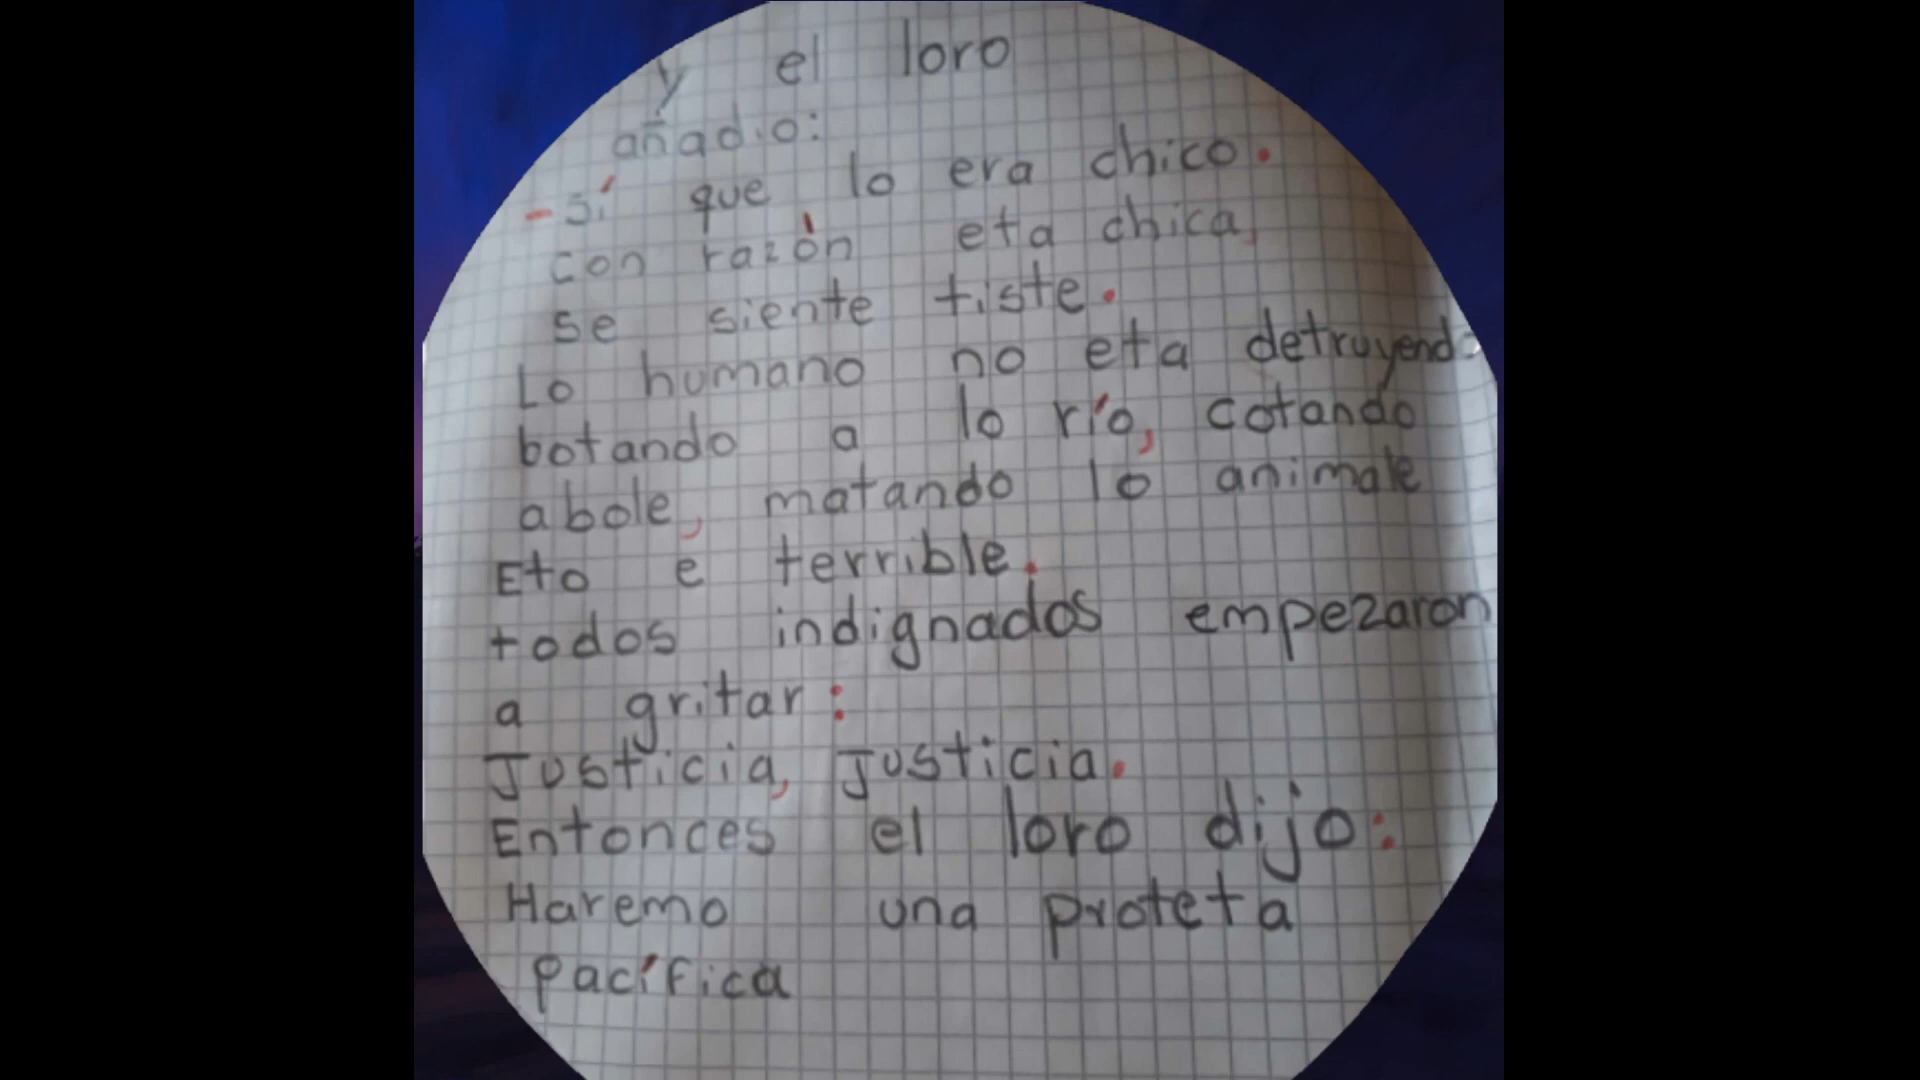 y el loro
añadio:
-sí que lo era chico.
con razón eta chica,
se siente tiste.
Lo humano no eta detruyendo
botando a lo río, cotando
abole, matando lo animale
Eto e terrible.
todos indignados empezaron
a gritar:
Justicia, Justicia.
Entonces el loro dijo:
Haremo una proteta
pacífica